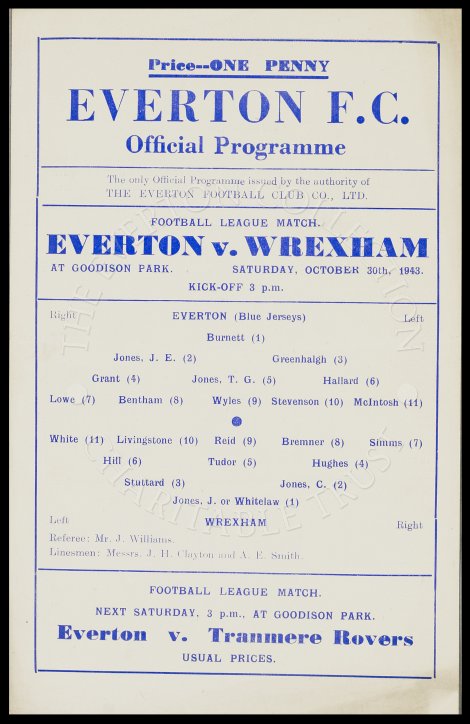 Price--ONE PENNY
EVERTON F.C.
Official Programme
The only Official Programme issued by the authority of
THE EVERTON FOOTBALL CLUB CO., LTD.
FOOTBALL LEAGUE MATCH.
EVERTON v. WREXHAM
AT GOODISON PARK. SATURDAY, OCTOBER 30th, 1943.
KICK-OFF 3 p.m.
Right EVERTON (Blue Jerseys) Left
Burnett (1)
Jones, J. E. (2) Greenhalgh (3)
Grant (4) Jones, T. G. (5) Hallard (6)
Lowe (7) Bentham (8) Wyles (9) Stevenson (10) McIntosh (11)
White (11) Livingstone (10) Reid (9) Bremner (8) Simms (7)
Hill (6) Tudor (5) Hughes (4)
Stuttard (3) Jones, C. (2)
Jones, J. or Whitelaw (1)
Left WREXHAM Right
Referee: Mr. J. Williams.
Linesmen: Messrs. J. H. Clayton and A. E. Smith.
FOOTBALL LEAGUE MATCH.
NEXT SATURDAY, 3 p.m., AT GOODISON PARK.
Everton v. Tranmere Rovers
USUAL PRICES.
THE EVERTON COLLECTION
CHARITABLE TRUST